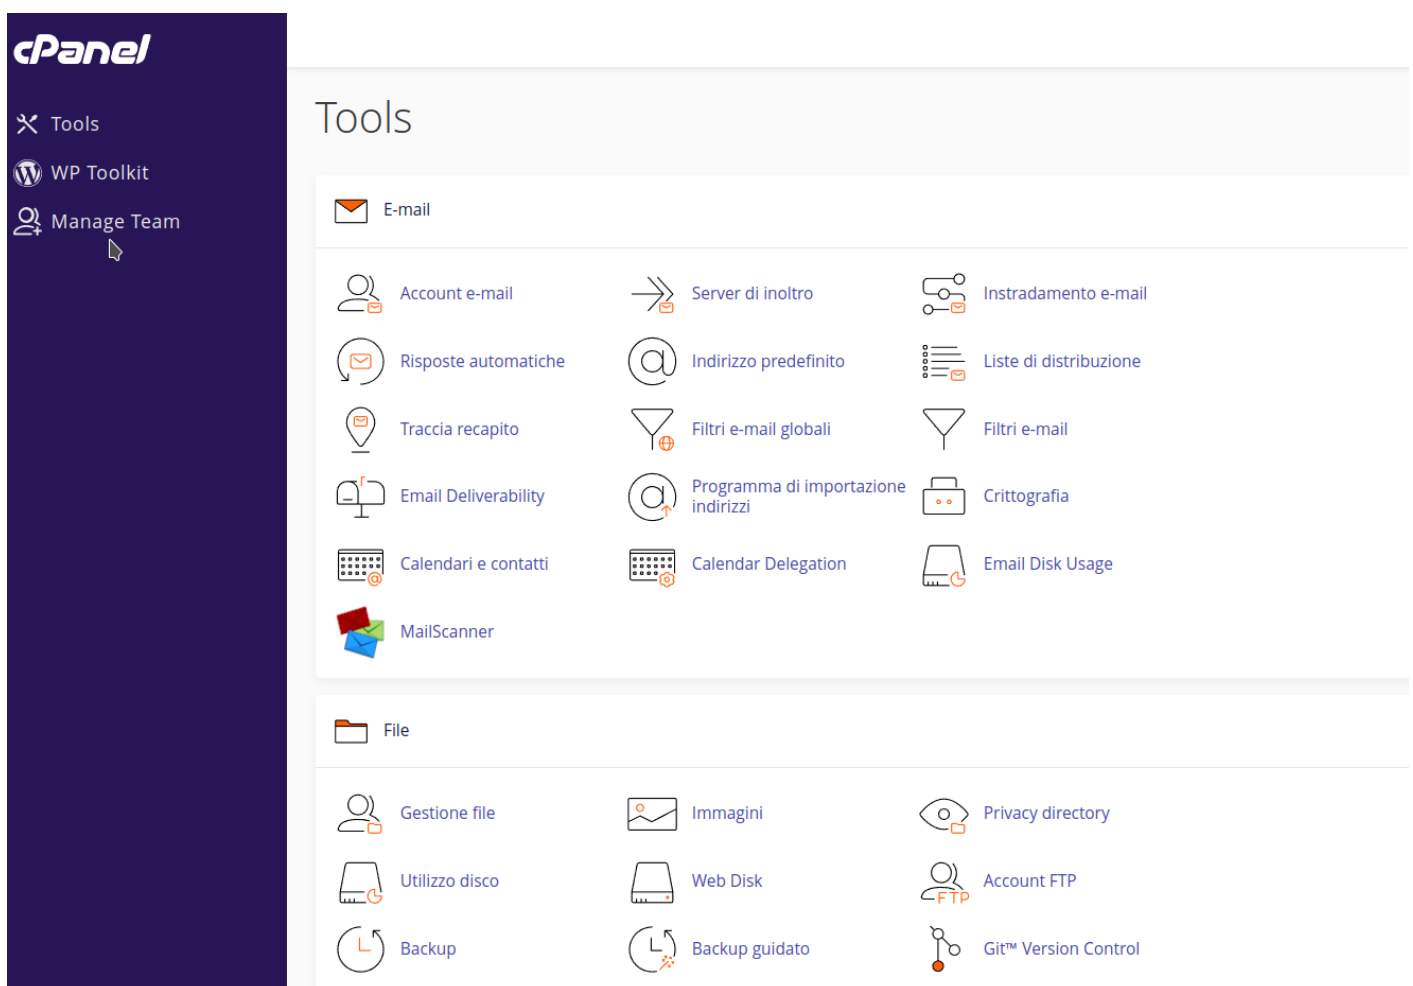 cPanel
Tools
WP Toolkit
Manage Team
Tools
E-mail
Account e-mail
Server di inoltro
Instradamento e-mail
Risposte automatiche
Indirizzo predefinito
Liste di distribuzione
Traccia recapito
Filtri e-mail globali
Filtri e-mail
Email Deliverability
Programma di importazione
indirizzi
Crittografia
Calendari e contatti
Calendar Delegation
Email Disk Usage
MailScanner
File
Gestione file
Immagini
Privacy directory
Utilizzo disco
Web Disk
FTP
Account FTP
Backup
Backup guidato
Git™ Version Control